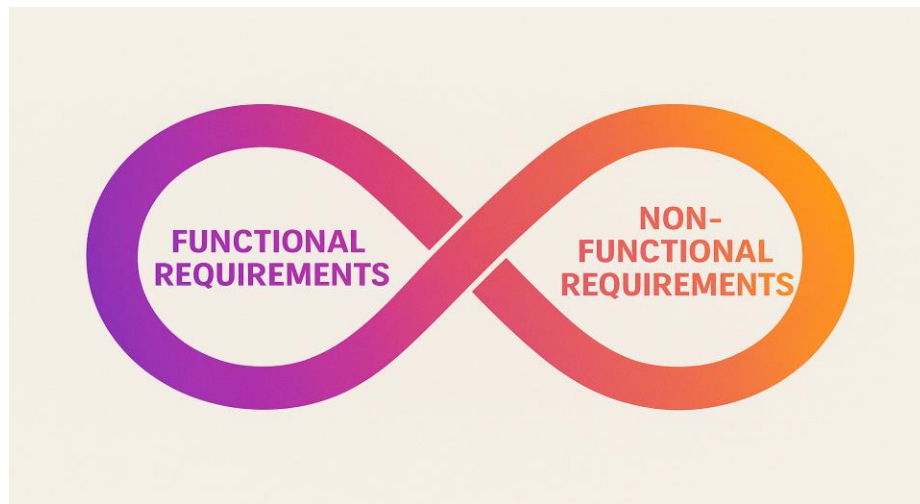 FUNCTIONAL
REQUIREMENTS
NON-
FUNCTIONAL
REQUIREMENTS